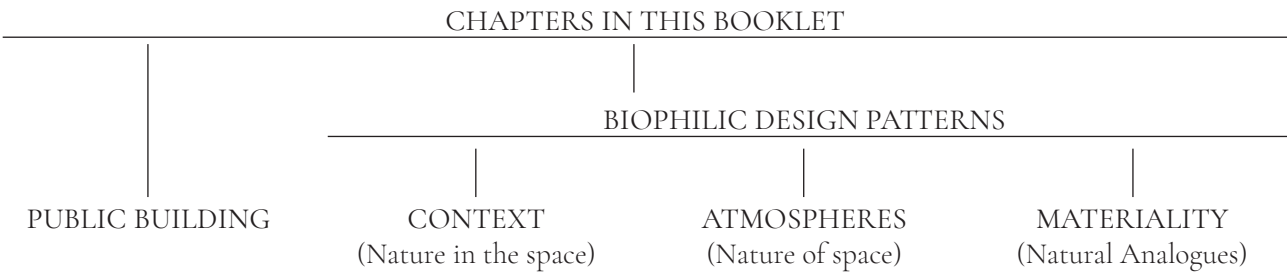 CHAPTERS IN THIS BOOKLET
BIOPHILIC DESIGN PATTERNS
PUBLIC BUILDING
CONTEXT
(Nature in the space)
ATMOSPHERES
(Nature of space)
MATERIALITY
(Natural Analogues)